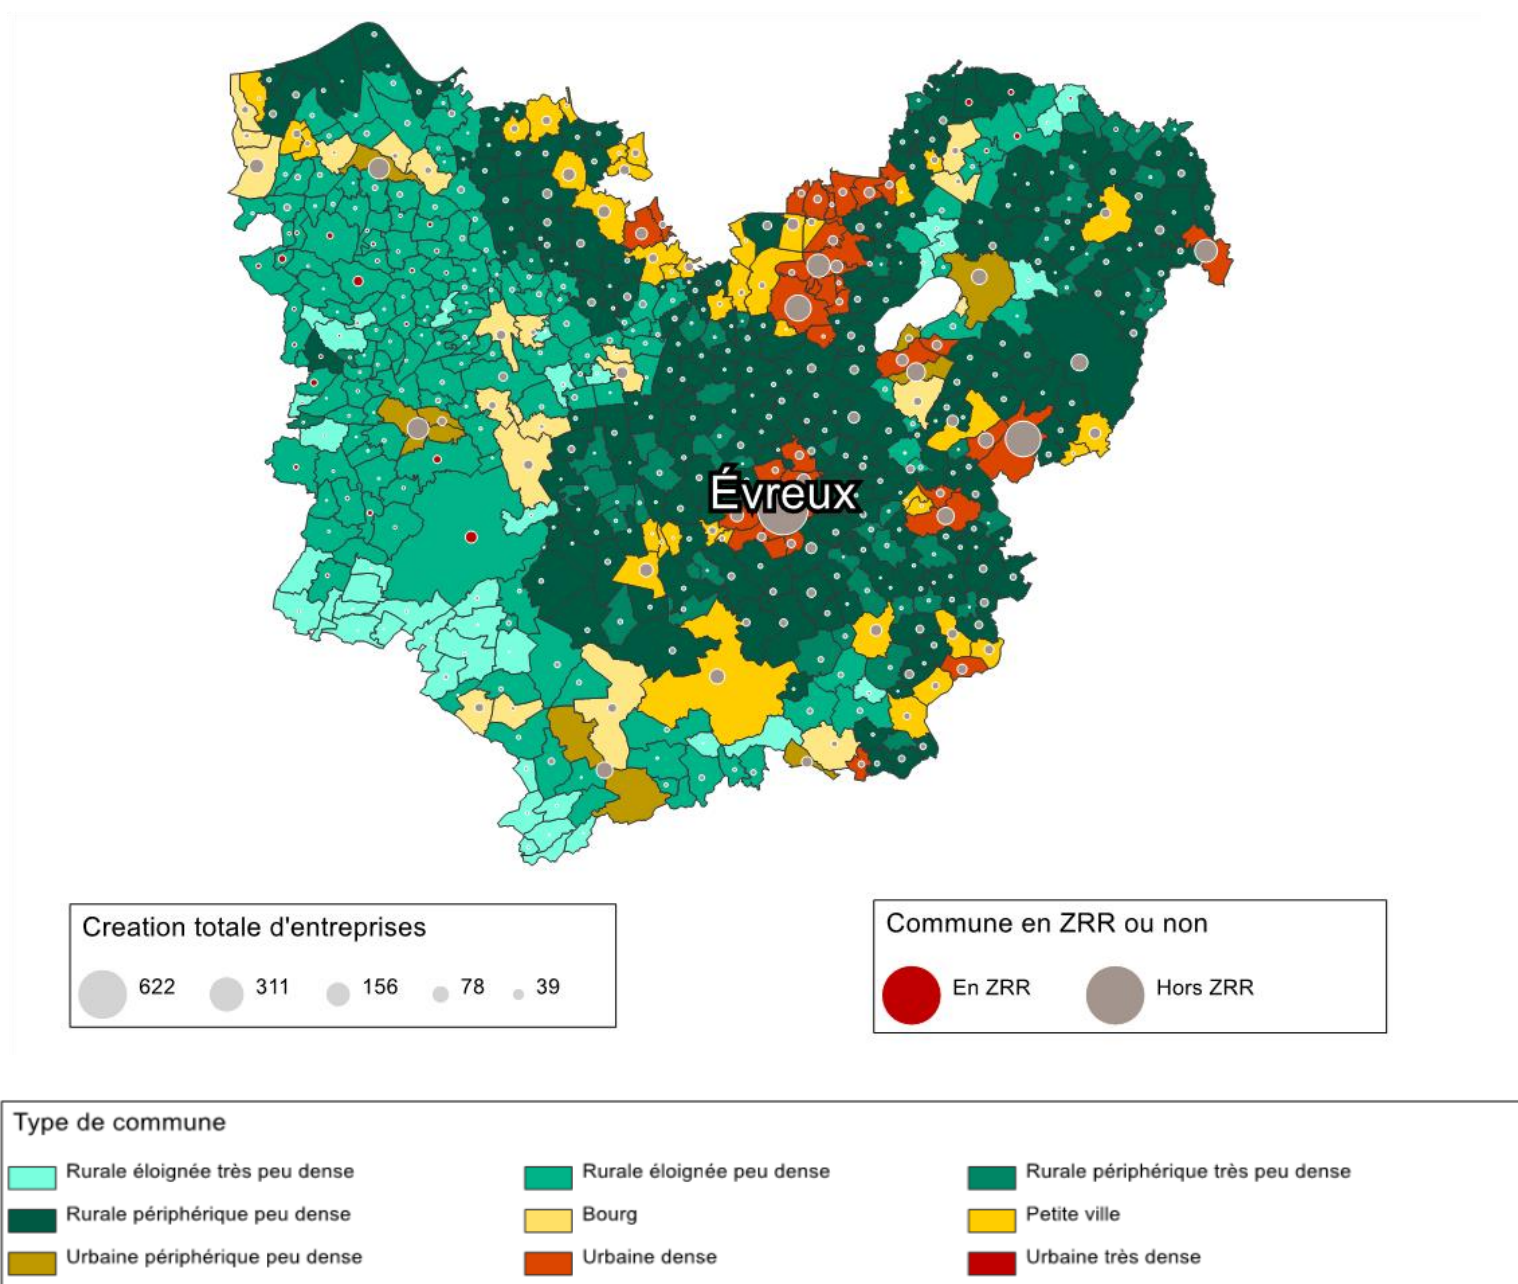 Évreux
Creation totale d'entreprises
622 311 156 78 39
Commune en ZRR ou non
En ZRR Hors ZRR
Type de commune
Rurale éloignée très peu dense Rurale éloignée peu dense Rurale périphérique très peu dense
Rurale périphérique peu dense Bourg Petite ville
Urbaine périphérique peu dense Urbaine dense Urbaine très dense